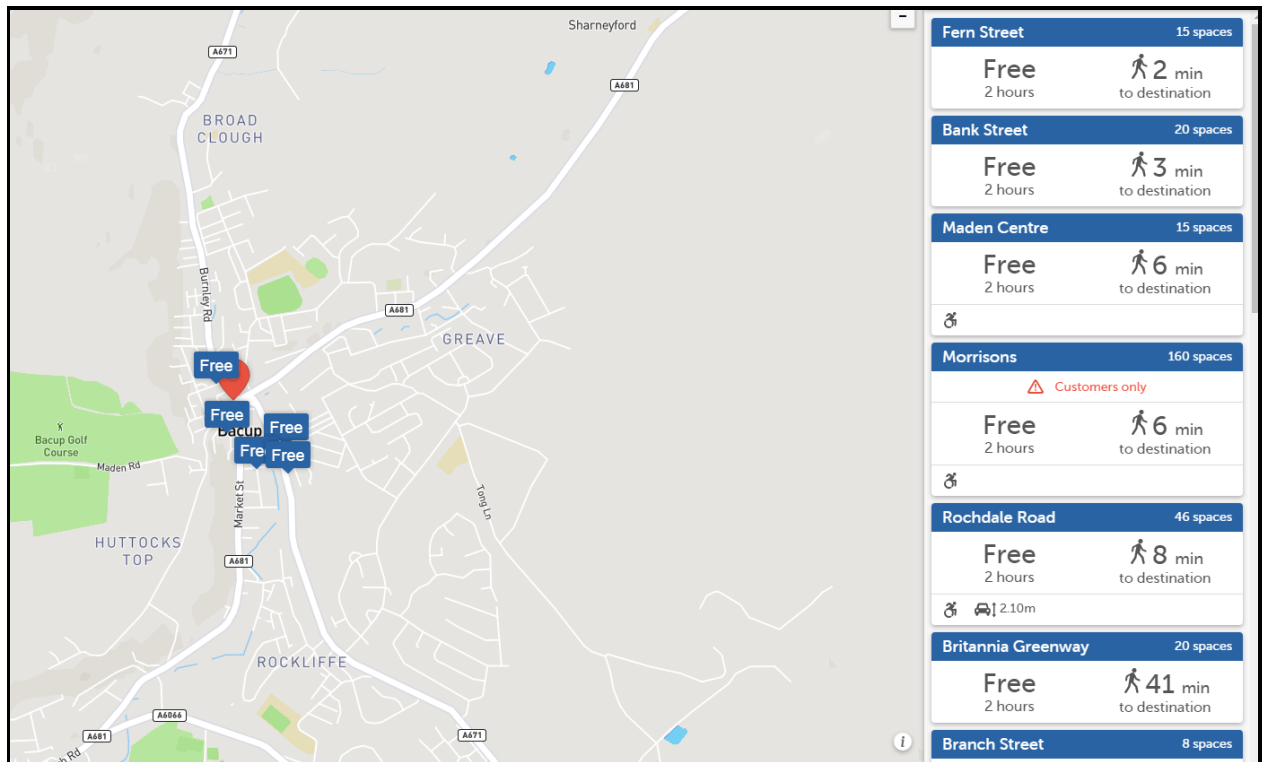 Sharneyford
A671
A681
BROAD
CLOUGH
Burnley Rd
A681
GREAVE
Free
Free
Free
Bacup
Free
Bacup Golf
Course
Maden Rd
Market St
Tong Ln
HUTTOCKS
TOP
A681
ROCKLIFFE
A6066
A681
A671
Rd
i
-
Fern Street 15 spaces
Free 2 min
2 hours to destination
Bank Street 20 spaces
Free 3 min
2 hours to destination
Maden Centre 15 spaces
Free 6 min
2 hours to destination
Morrisons 160 spaces
Customers only
Free 6 min
2 hours to destination
Rochdale Road 46 spaces
Free 8 min
2 hours to destination
2.10m
Britannia Greenway 20 spaces
Free 41 min
2 hours to destination
Branch Street 8 spaces